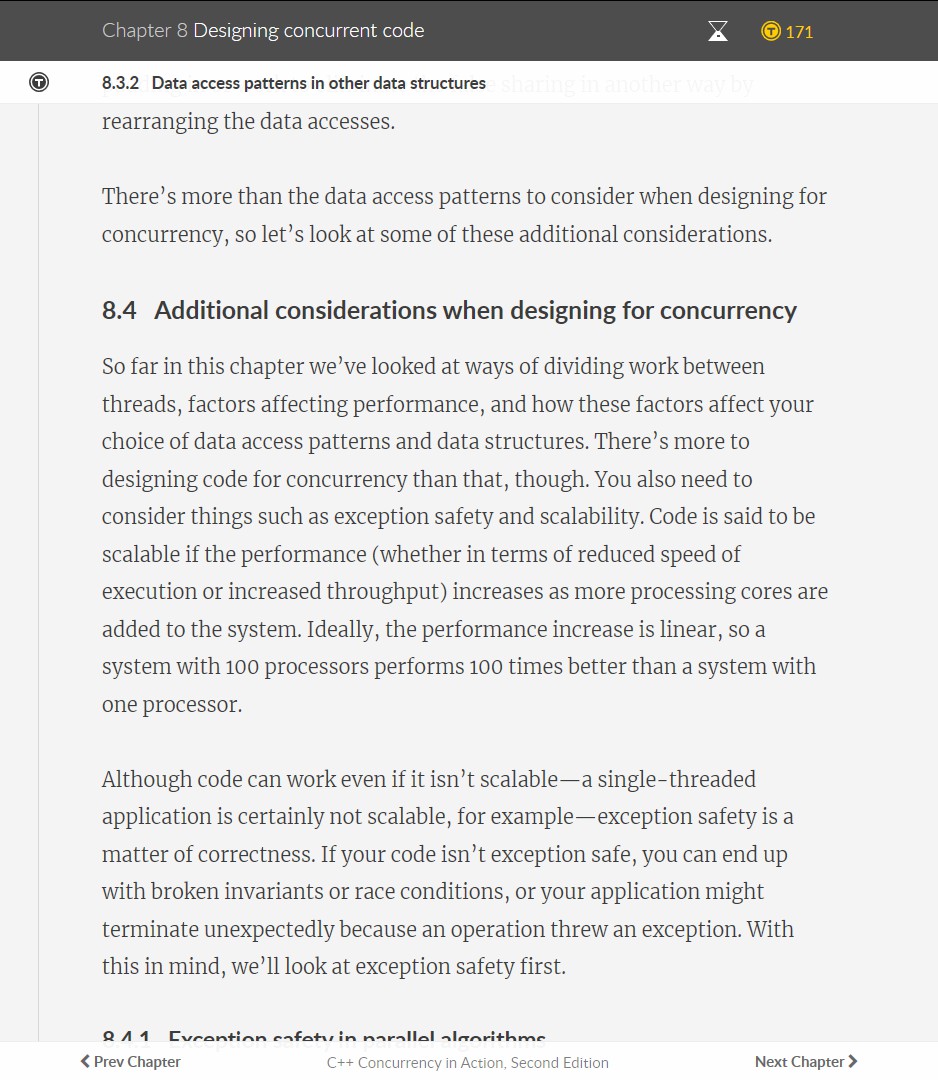 Chapter 8 Designing concurrent code
171
8.3.2 Data access patterns in other data structures
sharing in another way by
rearranging the data accesses.
There’s more than the data access patterns to consider when designing for
concurrency, so let’s look at some of these additional considerations.
8.4 Additional considerations when designing for concurrency
So far in this chapter we’ve looked at ways of dividing work between
threads, factors affecting performance, and how these factors affect your
choice of data access patterns and data structures. There’s more to
designing code for concurrency than that, though. You also need to
consider things such as exception safety and scalability. Code is said to be
scalable if the performance (whether in terms of reduced speed of
execution or increased throughput) increases as more processing cores are
added to the system. Ideally, the performance increase is linear, so a
system with 100 processors performs 100 times better than a system with
one processor.
Although code can work even if it isn’t scalable—a single-threaded
application is certainly not scalable, for example—exception safety is a
matter of correctness. If your code isn’t exception safe, you can end up
with broken invariants or race conditions, or your application might
terminate unexpectedly because an operation threw an exception. With
this in mind, we’ll look at exception safety first.
8.4.1 Exception safety in parallel algorithms
Prev Chapter
C++ Concurrency in Action, Second Edition
Next Chapter